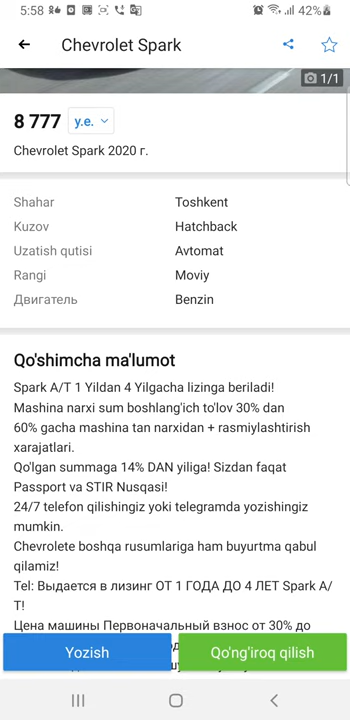 5:58 42%
Chevrolet Spark
1/1
8 777 y.e.
Chevrolet Spark 2020 г.
Shahar Toshkent
Kuzov Hatchback
Uzatish qutisi Avtomat
Rangi Moviy
Двигатель Benzin
Qo'shimcha ma'lumot
Spark A/T 1 Yildan 4 Yilgacha lizinga beriladi!
Mashina narxi sum boshlang'ich to'lov 30% dan
60% gacha mashina tan narxidan + rasmiylashtirish
xarajatlari.
Qo'lgan summaga 14% DAN yiliga! Sizdan faqat
Passport va STIR Nusqasi!
24/7 telefon qilishingiz yoki telegramda yozishingiz
mumkin.
Chevrolete boshqa rusumlariga ham buyurtma qabul
qilamiz!
Tel: Выдается в лизинг ОТ 1 ГОДА ДО 4 ЛЕТ Spark A/
T!
Цена машины Первоначальный взнос от 30% до
Yozish Qo'ng'iroq qilish